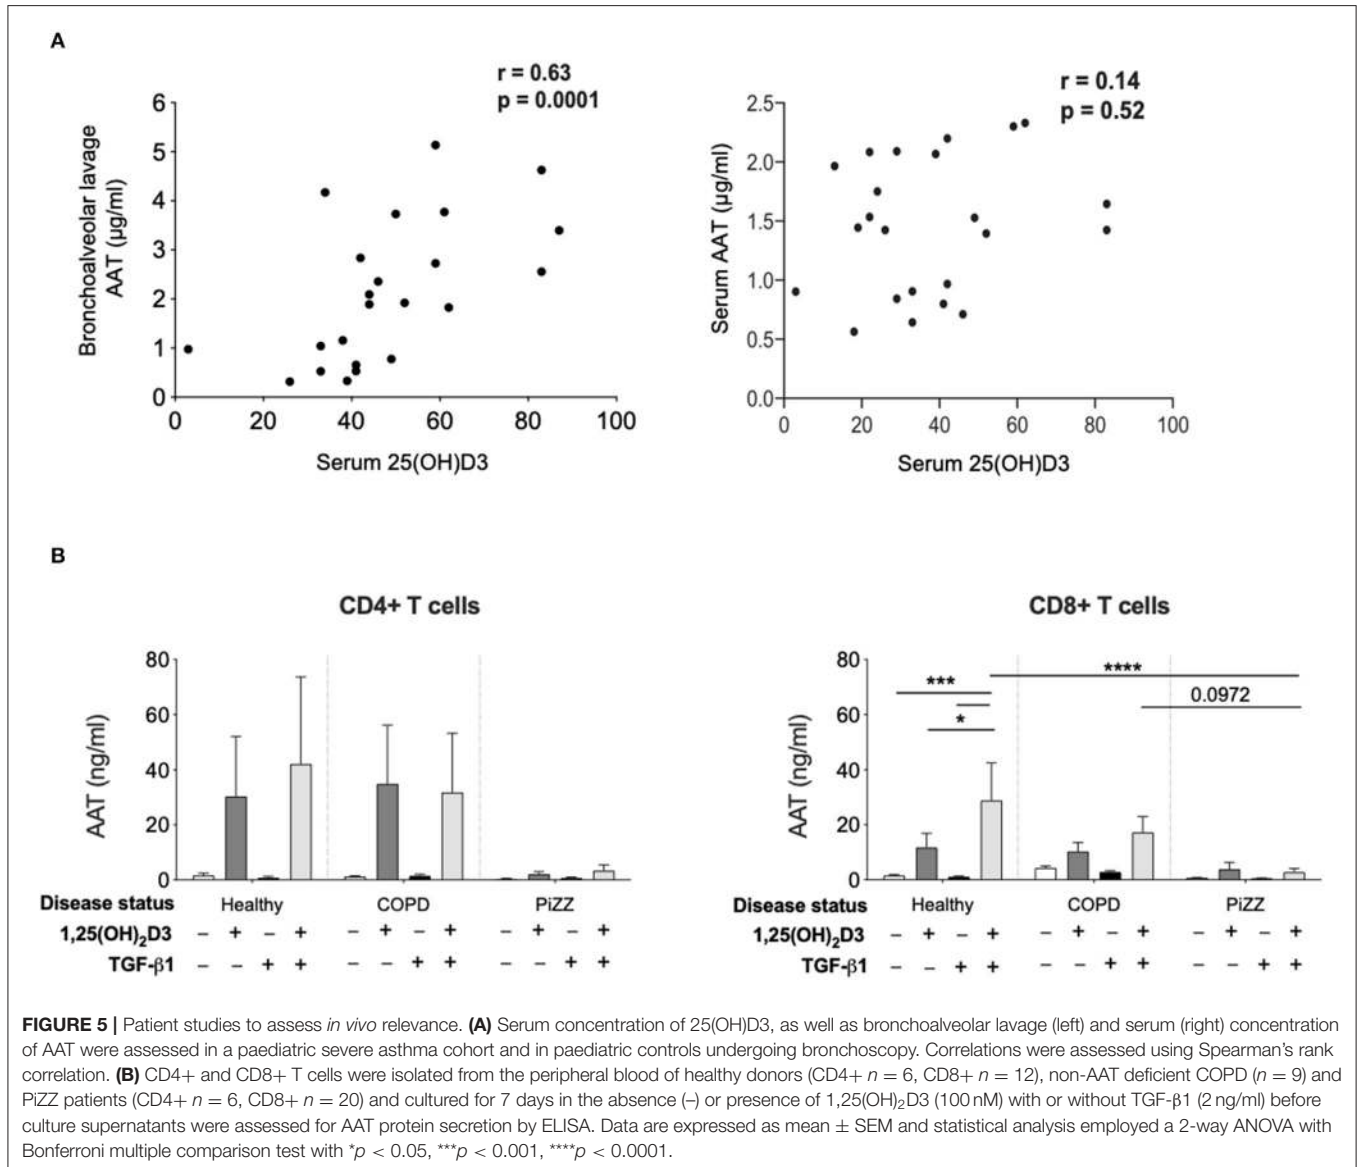 A
r = 0.63
p = 0.0001
Bronchoalveolar lavage
AAT (μg/ml)
6
5
4
3
2
1
0
0 20 40 60 80 100
Serum 25(OH)D3
r = 0.14
p = 0.52
Serum AAT (μg/ml)
2.5
2.0
1.5
1.0
0.5
0.0
0 20 40 60 80 100
Serum 25(OH)D3
B
CD4+ T cells
AAT (ng/ml)
80
60
40
20
0
Disease status Healthy COPD PiZZ
1,25(OH)₂D3 – + – + – + – + – + – +
TGF-β1 – – + + – – + + – – + +
CD8+ T cells
AAT (ng/ml)
80
60
40
20
0
***
*
****
0.0972
Disease status Healthy COPD PiZZ
1,25(OH)₂D3 – + – + – + – + – + – +
TGF-β1 – – + + – – + + – – + +
FIGURE 5 | Patient studies to assess in vivo relevance. (A) Serum concentration of 25(OH)D3, as well as bronchoalveolar lavage (left) and serum (right) concentration
of AAT were assessed in a paediatric severe asthma cohort and in paediatric controls undergoing bronchoscopy. Correlations were assessed using Spearman's rank
correlation. (B) CD4+ and CD8+ T cells were isolated from the peripheral blood of healthy donors (CD4+ n = 6, CD8+ n = 12), non-AAT deficient COPD (n = 9) and
PiZZ patients (CD4+ n = 6, CD8+ n = 20) and cultured for 7 days in the absence (–) or presence of 1,25(OH)₂D3 (100 nM) with or without TGF-β1 (2 ng/ml) before
culture supernatants were assessed for AAT protein secretion by ELISA. Data are expressed as mean ± SEM and statistical analysis employed a 2-way ANOVA with
Bonferroni multiple comparison test with *p < 0.05, ***p < 0.001, ****p < 0.0001.